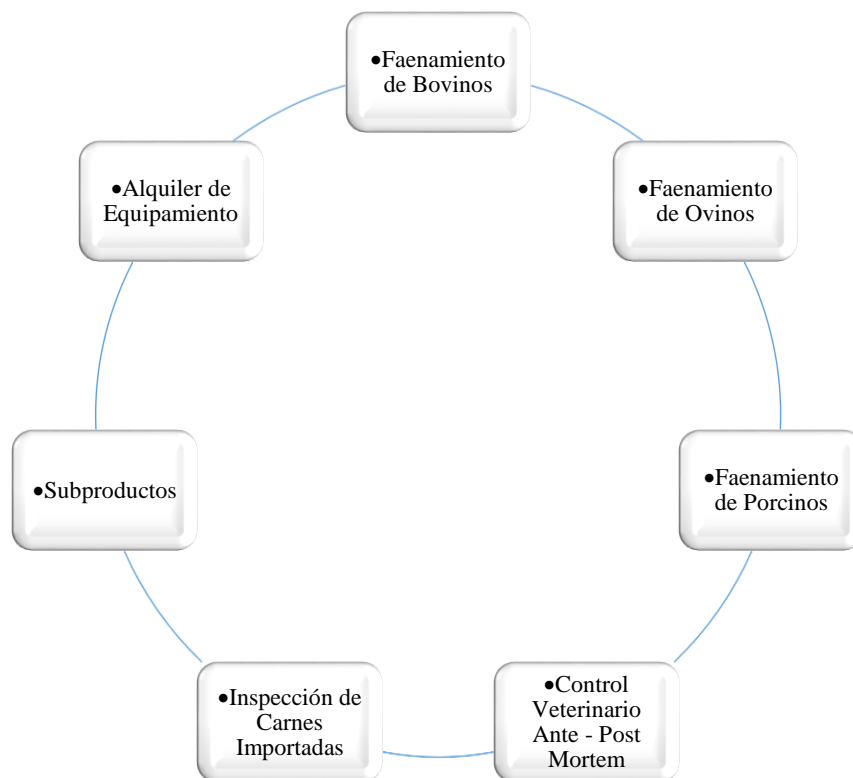 •Faenamiento
de Bovinos
•Faenamiento
de Ovinos
•Faenamiento
de Porcinos
•Control
Veterinario
Ante - Post
Mortem
•Inspección de
Carnes
Importadas
•Subproductos
•Alquiler de
Equipamiento